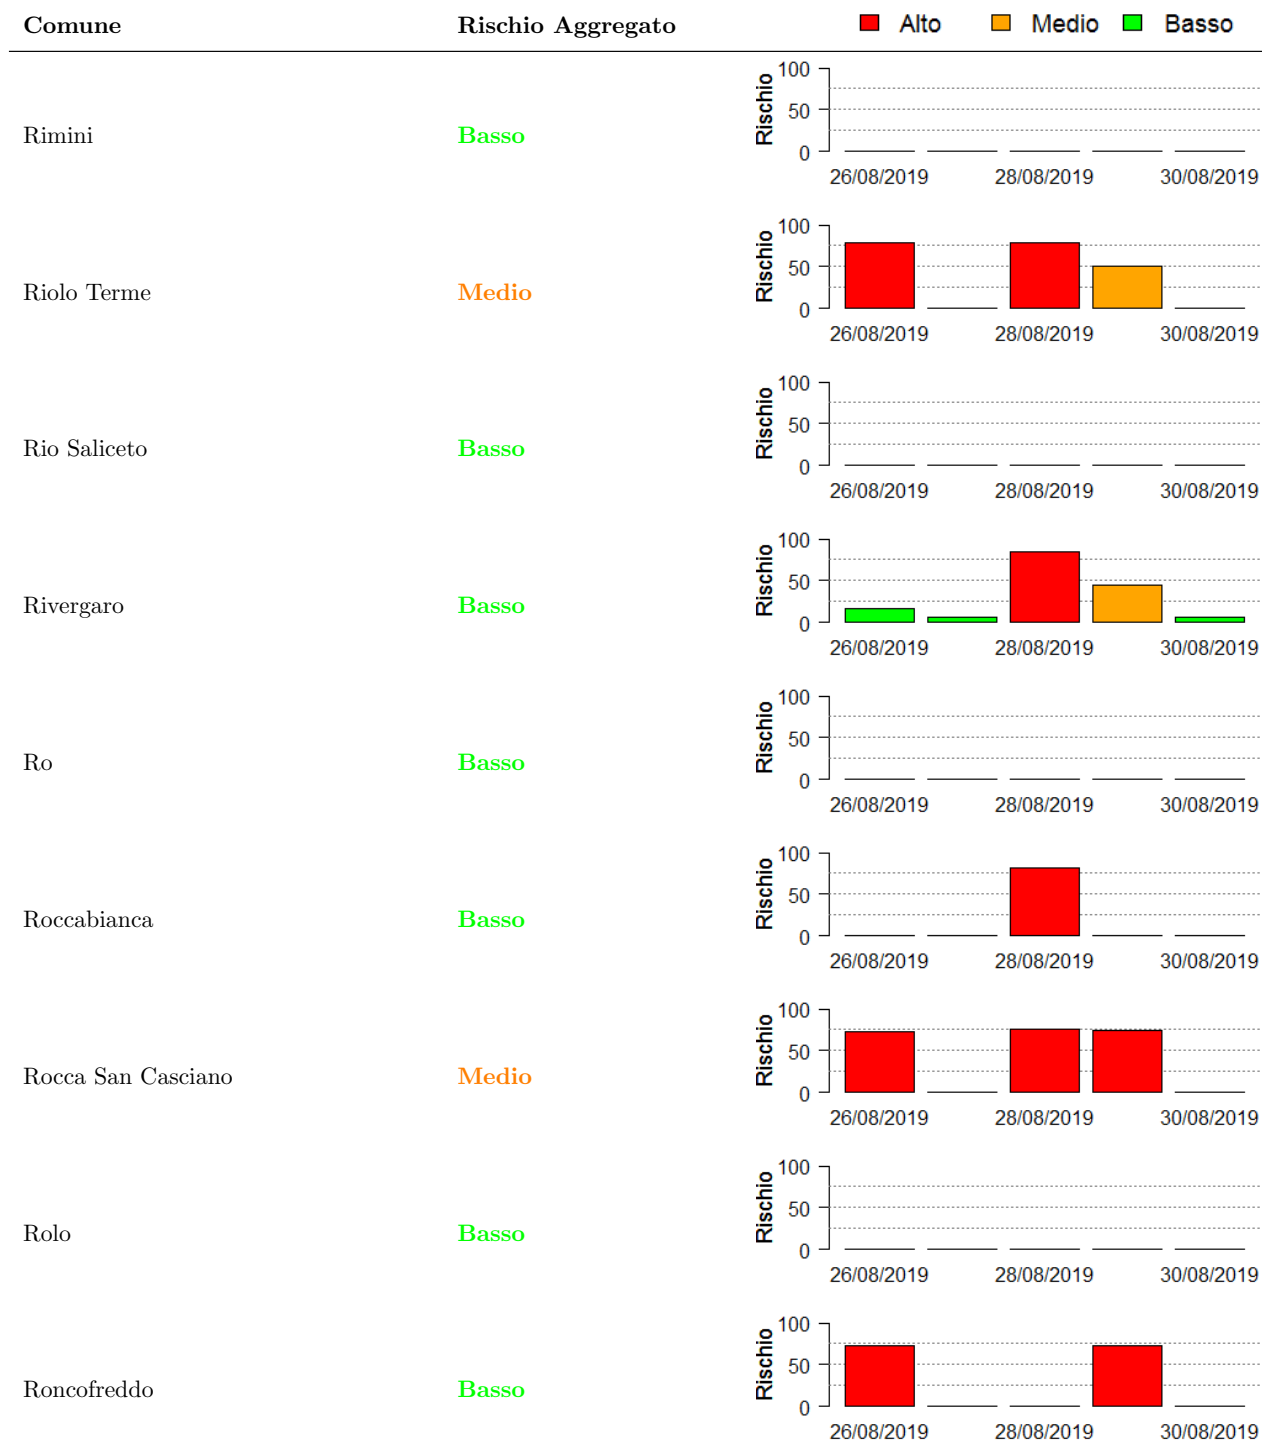 Comune Rischio Aggregato Alto Medio Basso
100
50
0
Rischio
Rimini Basso
26/08/2019 28/08/2019 30/08/2019
100
50
0
Rischio
Riolo Terme Medio
26/08/2019 28/08/2019 30/08/2019
100
50
0
Rischio
Rio Saliceto Basso
26/08/2019 28/08/2019 30/08/2019
100
50
0
Rischio
Rivergaro Basso
26/08/2019 28/08/2019 30/08/2019
100
50
0
Rischio
Ro Basso
26/08/2019 28/08/2019 30/08/2019
100
50
0
Rischio
Roccabianca Basso
26/08/2019 28/08/2019 30/08/2019
100
50
0
Rischio
Rocca San Casciano Medio
26/08/2019 28/08/2019 30/08/2019
100
50
0
Rischio
Rolo Basso
26/08/2019 28/08/2019 30/08/2019
100
50
0
Rischio
Roncofreddo Basso
26/08/2019 28/08/2019 30/08/2019